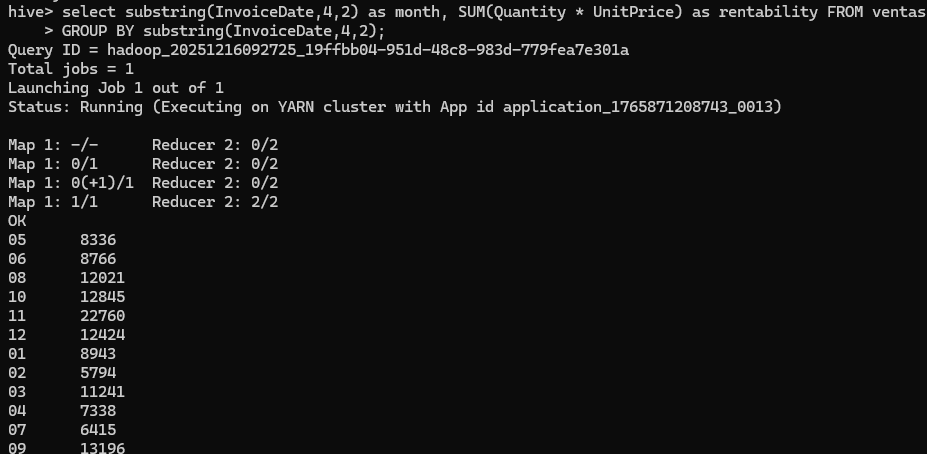 hive> select substring(InvoiceDate,4,2) as month, SUM(Quantity * UnitPrice) as rentability FROM ventas
    > GROUP BY substring(InvoiceDate,4,2);
Query ID = hadoop_20251216092725_19ffbb04-951d-48c8-983d-779fea7e301a
Total jobs = 1
Launching Job 1 out of 1
Status: Running (Executing on YARN cluster with App id application_1765871208743_0013)

Map 1: -/-      Reducer 2: 0/2
Map 1: 0/1      Reducer 2: 0/2
Map 1: 0(+1)/1  Reducer 2: 0/2
Map 1: 1/1      Reducer 2: 2/2
OK
05      8336
06      8766
08      12021
10      12845
11      22760
12      12424
01      8943
02      5794
03      11241
04      7338
07      6415
09      13196